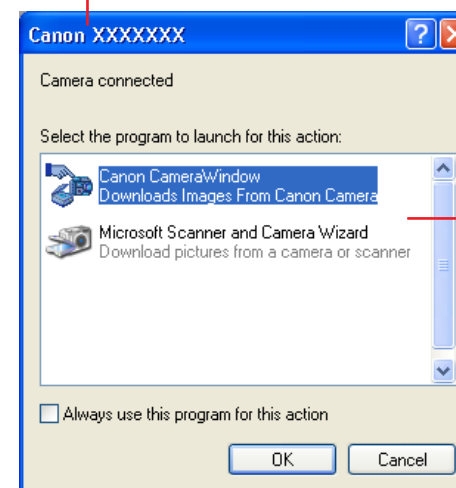 Canon XXXXXXX
Camera connected
Select the program to launch for this action:
Canon CameraWindow
Downloads Images From Canon Camera
Microsoft Scanner and Camera Wizard
Download pictures from a camera or scanner
Always use this program for this action
OK Cancel